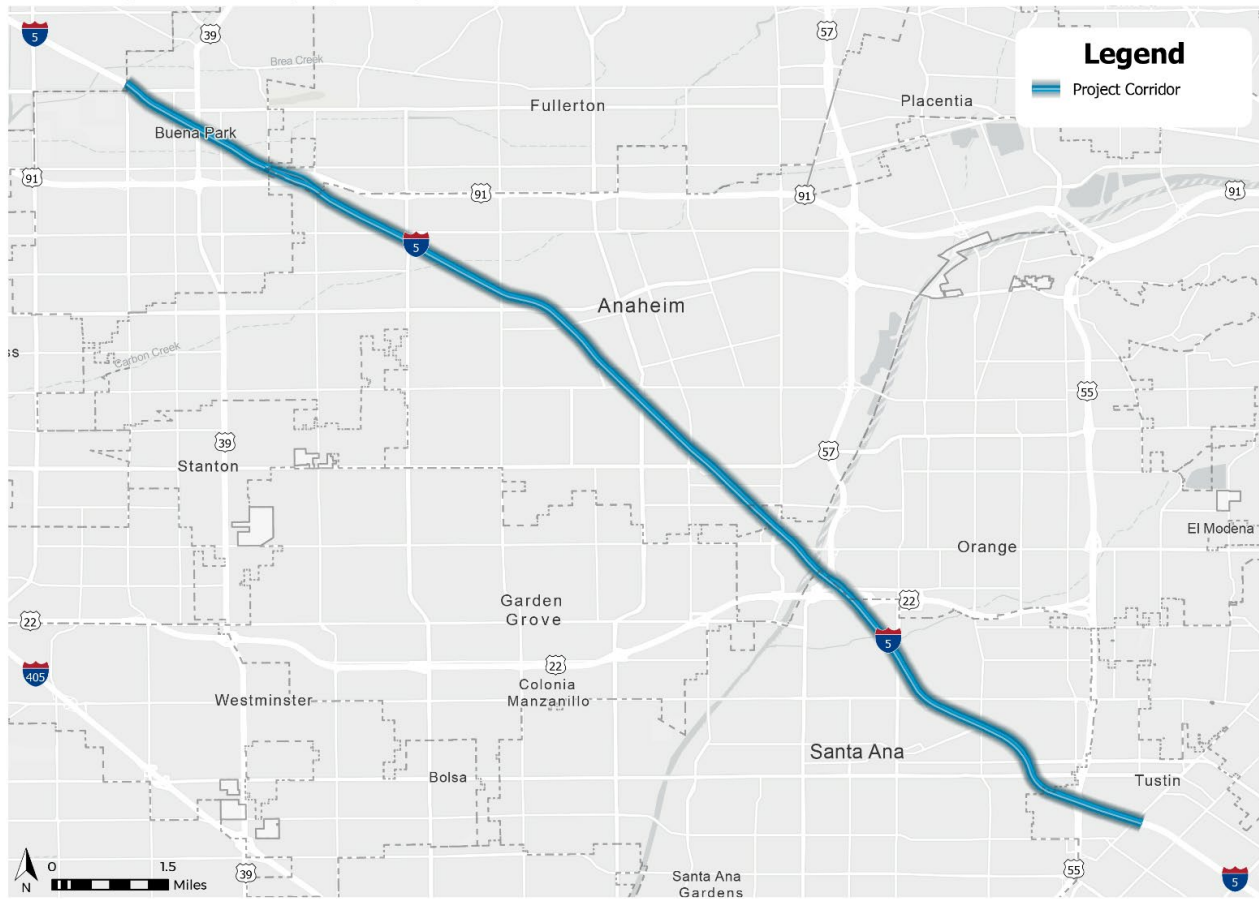 5
39
57
Legend
Project Corridor
Brea Creek
Fullerton
Placentia
Buena Park
91
91
91
91
5
Anaheim
ss
Carbon Creek
55
39
57
Stanton
El Modena
Orange
Garden
Grove
22
22
5
22
405
Colonia
Manzanillo
Westminster
Santa Ana
Bolsa
Tustin
0 1.5
Miles
N
39
Santa Ana
Gardens
55
5